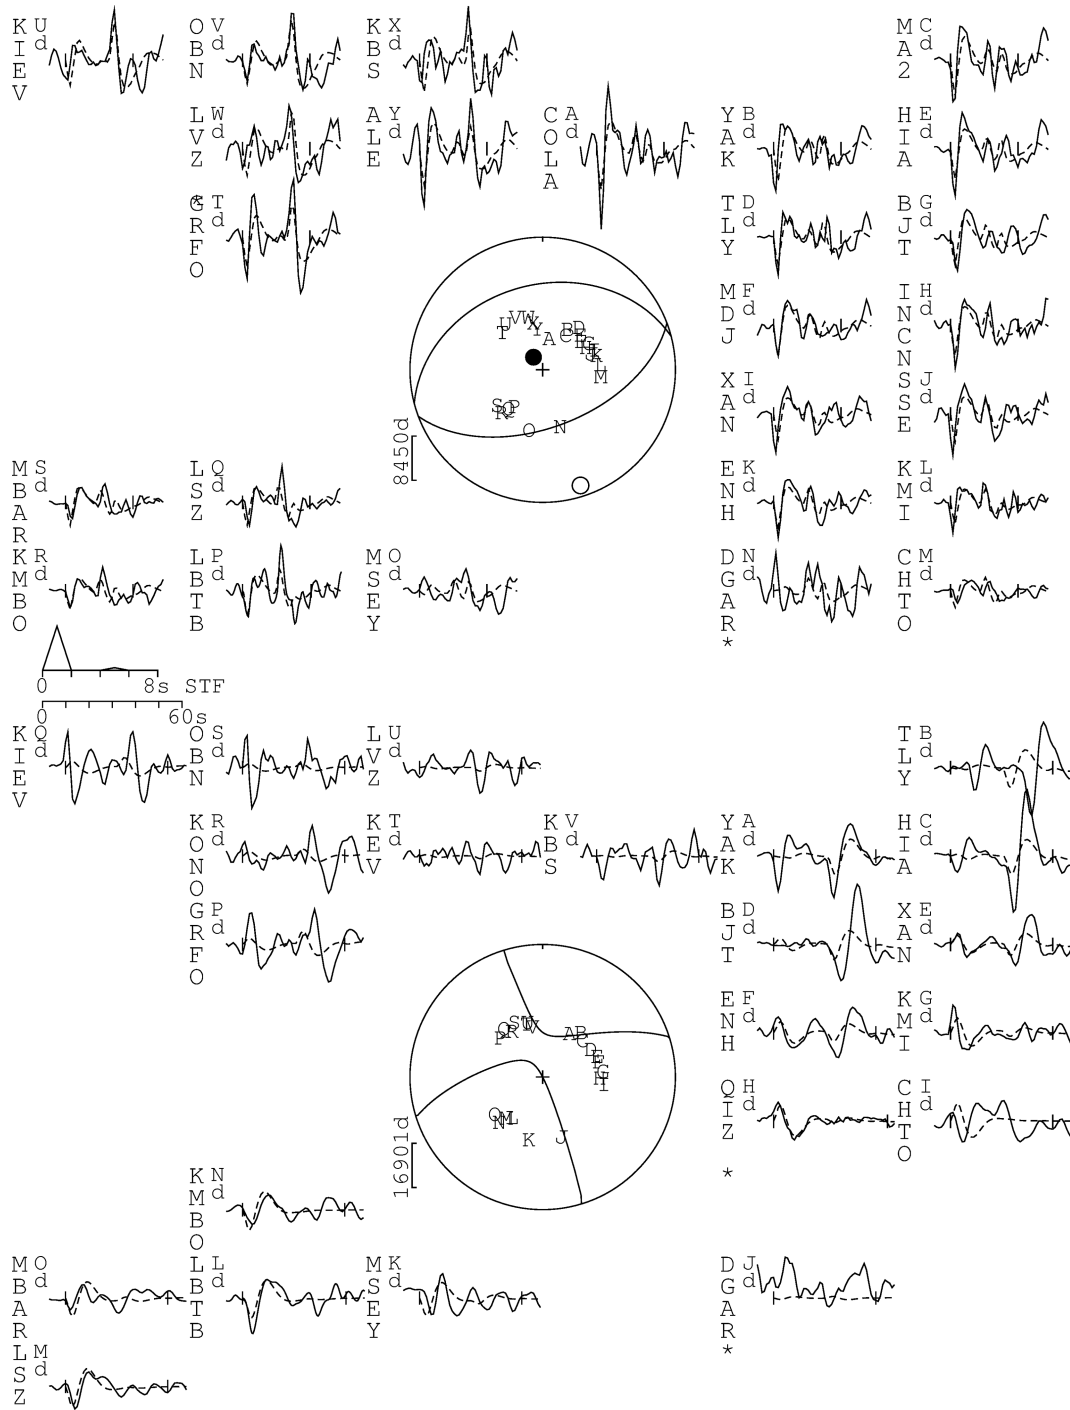 KIEV U d
OBN V d
KBS X d
MA2 C d
LVZ W d
ALE Y d
COLA A d
YAK B d
HIA E d
* GRFO T d
TLY D d
BJT G d
MDJ F d
INCN H d
XAN I d
SSE J d
8450d
MBAR S d
LSZ Q d
ENH K d
KMI L d
KMBO R d
LBTB P d
MSEY O d
DGAR* N d
CHTO M d
0 8s STF
0 60s
KIEV Q d
OBN S d
LVZ U d
TLY B d
KONO R d
KEV T d
KBS V d
YAK A d
HIA C d
GRFO P d
BJT D d
XAN E d
ENH F d
KMI G d
QIZ * H d
CHTO I d
16901d
KMBO N d
MBAR O d
LBTB L d
MSEY K d
DGAR* J d
LSZ M d